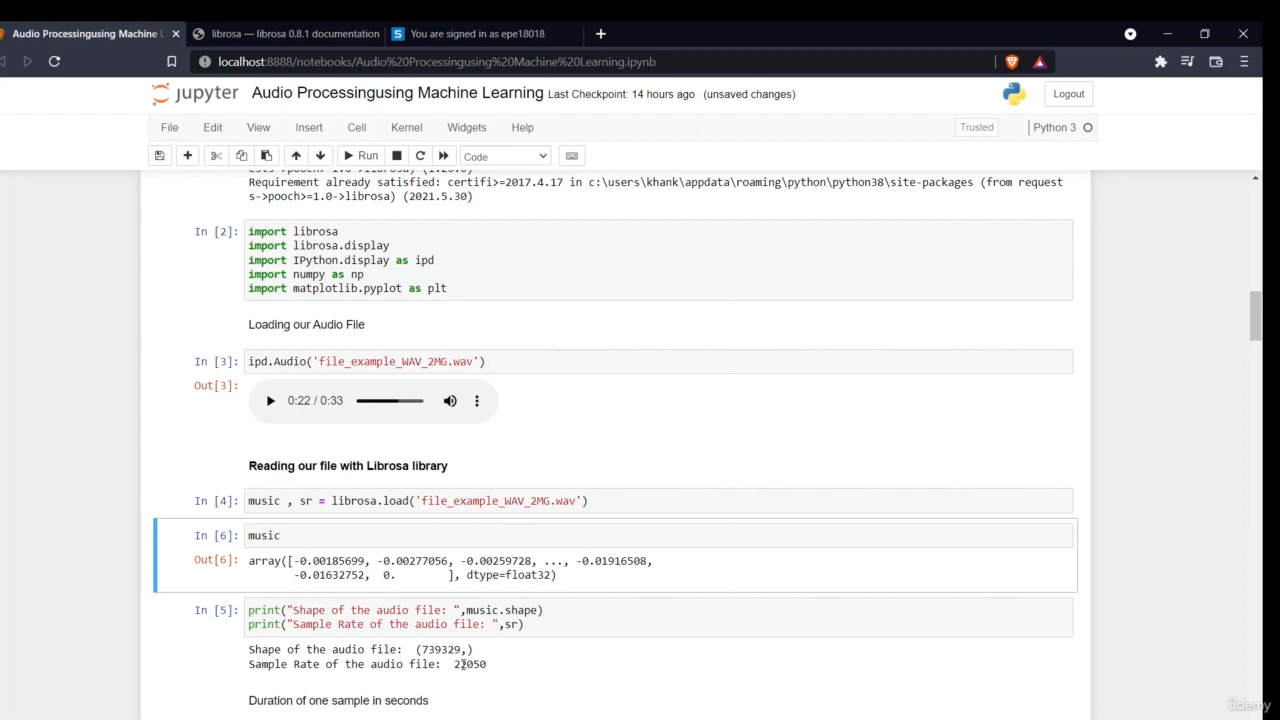 Audio Processingusing Machine L
librosa — librosa 0.8.1 documentation
You are signed in as epe18018
localhost:8888/notebooks/Audio%20Processingusing%20Machine%20Learning.ipynb
jupyter Audio Processingusing Machine Learning Last Checkpoint: 14 hours ago (unsaved changes)
Logout
File Edit View Insert Cell Kernel Widgets Help
Trusted
Python 3
Run
Code
Requirement already satisfied: certifi>=2017.4.17 in c:\users\khank\appdata\roaming\python\python38\site-packages (from request
s->pooch>=1.0->librosa) (2021.5.30)
In [2]: import librosa
import librosa.display
import IPython.display as ipd
import numpy as np
import matplotlib.pyplot as plt
Loading our Audio File
In [3]: ipd.Audio('file_example_WAV_2MG.wav')
Out[3]:
0:22 / 0:33
Reading our file with Librosa library
In [4]: music , sr = librosa.load('file_example_WAV_2MG.wav')
In [6]: music
Out[6]: array([-0.00185699, -0.00277056, -0.00259728, ..., -0.01916508,
-0.01632752, 0. ], dtype=float32)
In [5]: print("Shape of the audio file: ",music.shape)
print("Sample Rate of the audio file: ",sr)
Shape of the audio file: (739329,)
Sample Rate of the audio file: 22050
Duration of one sample in seconds
ûdemy